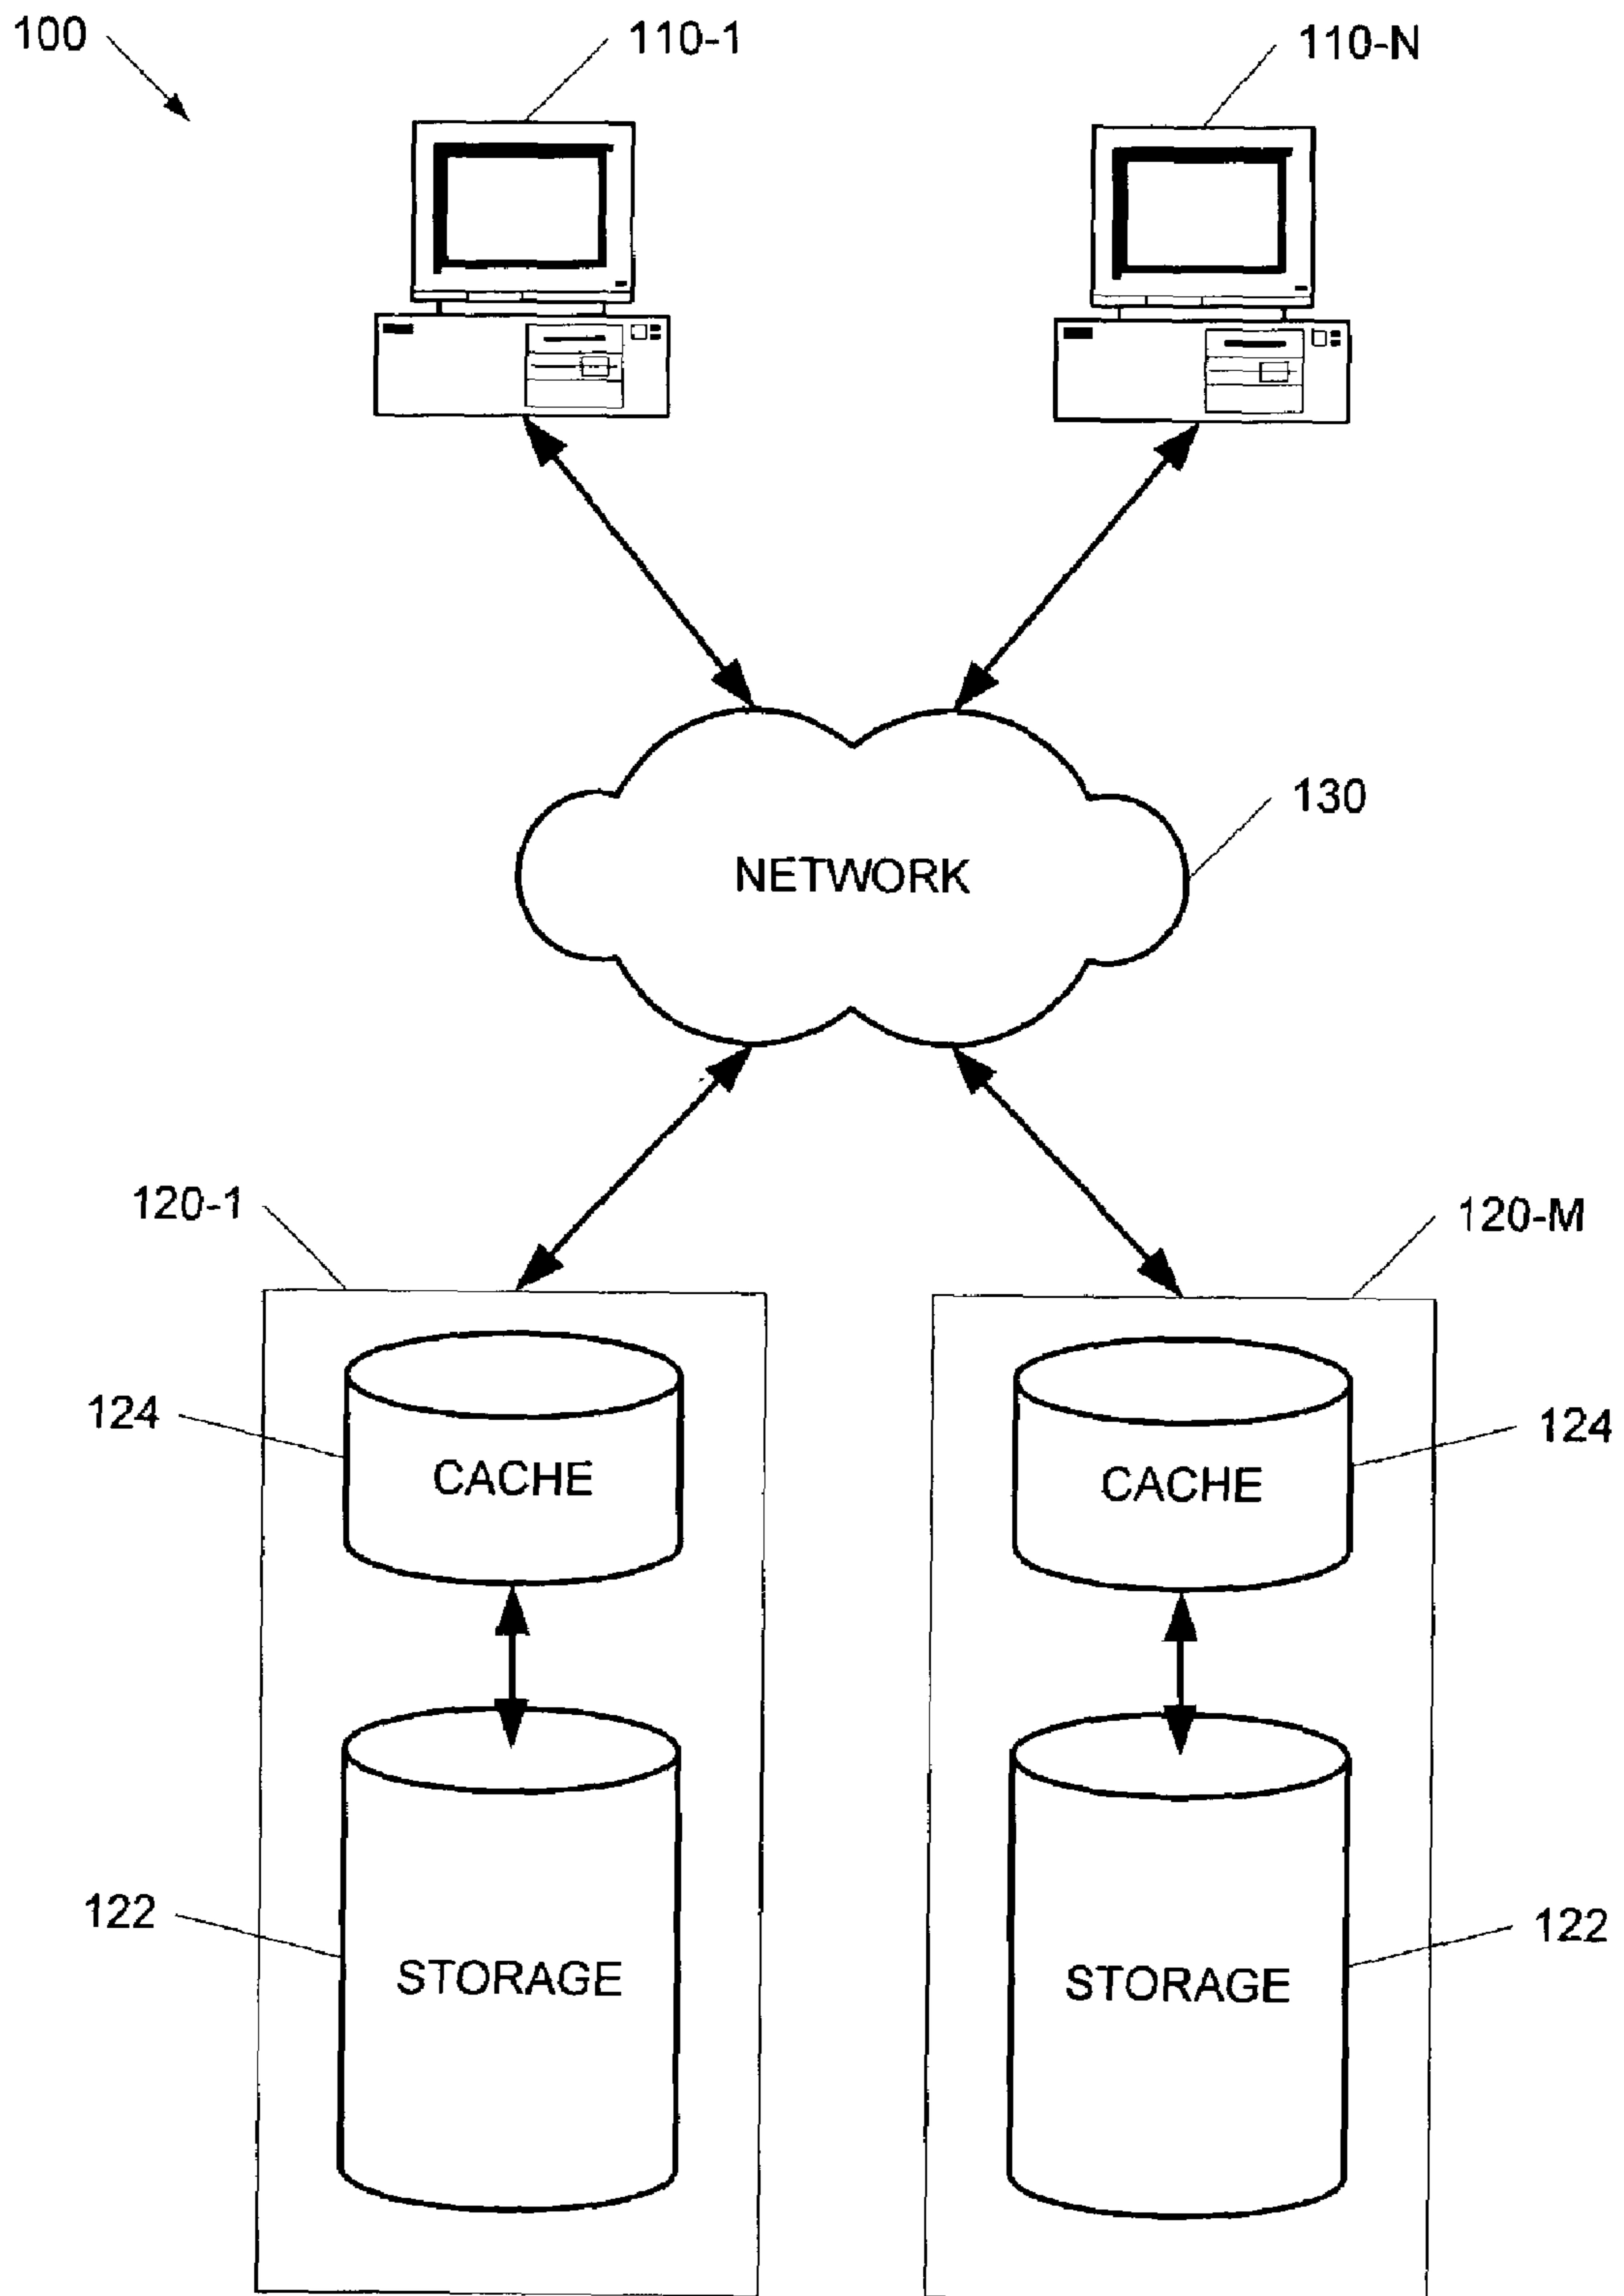 100
110-1
110-N
130
NETWORK
120-1
120-M
124
CACHE
124
CACHE
122
STORAGE
122
STORAGE